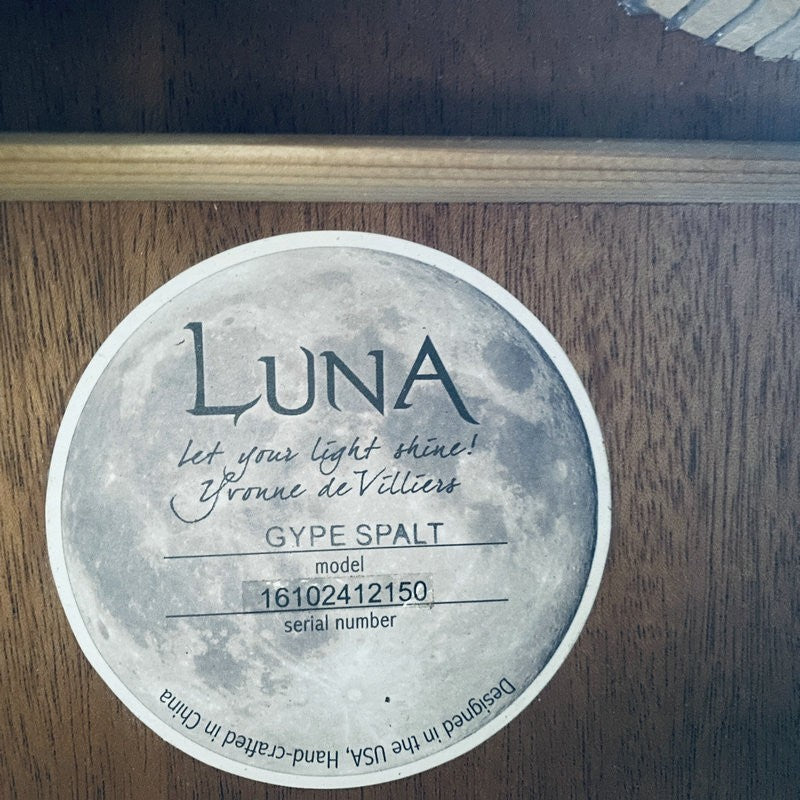 LUNA
Let your light shine!
Yvonne de Villiers
GYPE SPALT
model
16102412150
serial number
Designed in the USA, Hand-crafted in China